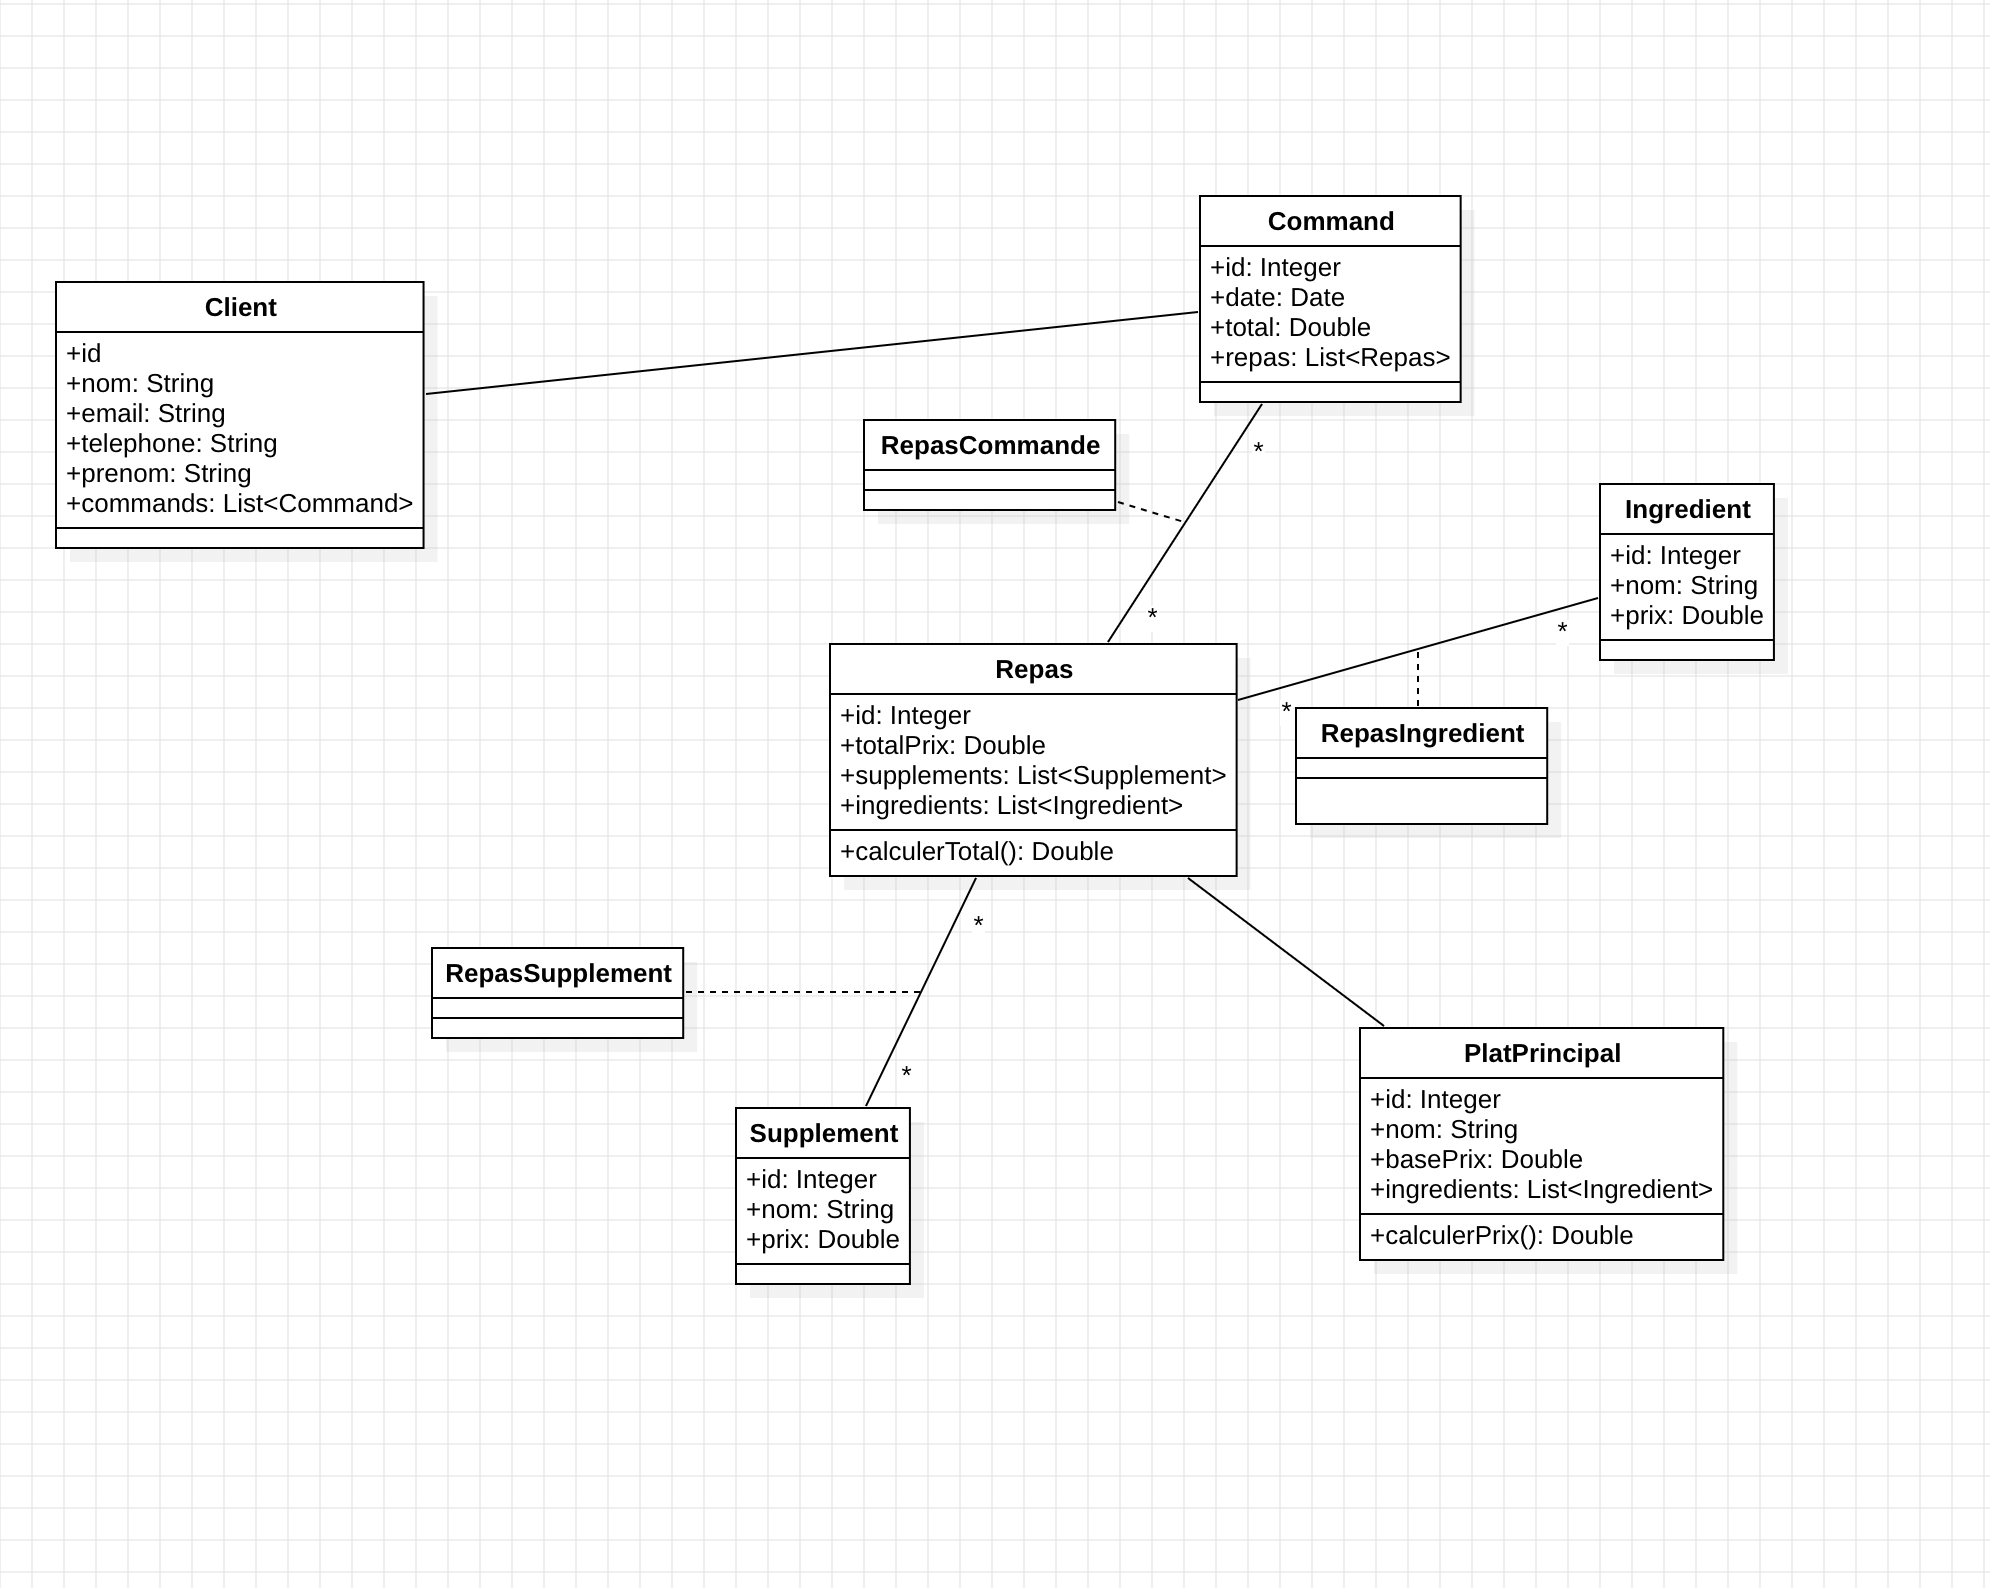 Command
+id: Integer
+date: Date
+total: Double
+repas: List<Repas>
Client
+id
+nom: String
+email: String
+telephone: String
+prenom: String
+commands: List<Command>
RepasCommande
*
*
Ingredient
+id: Integer
+nom: String
+prix: Double
*
*
Repas
+id: Integer
+totalPrix: Double
+supplements: List<Supplement>
+ingredients: List<Ingredient>
+calculerTotal(): Double
RepasIngredient
*
RepasSupplement
*
Supplement
+id: Integer
+nom: String
+prix: Double
PlatPrincipal
+id: Integer
+nom: String
+basePrix: Double
+ingredients: List<Ingredient>
+calculerPrix(): Double